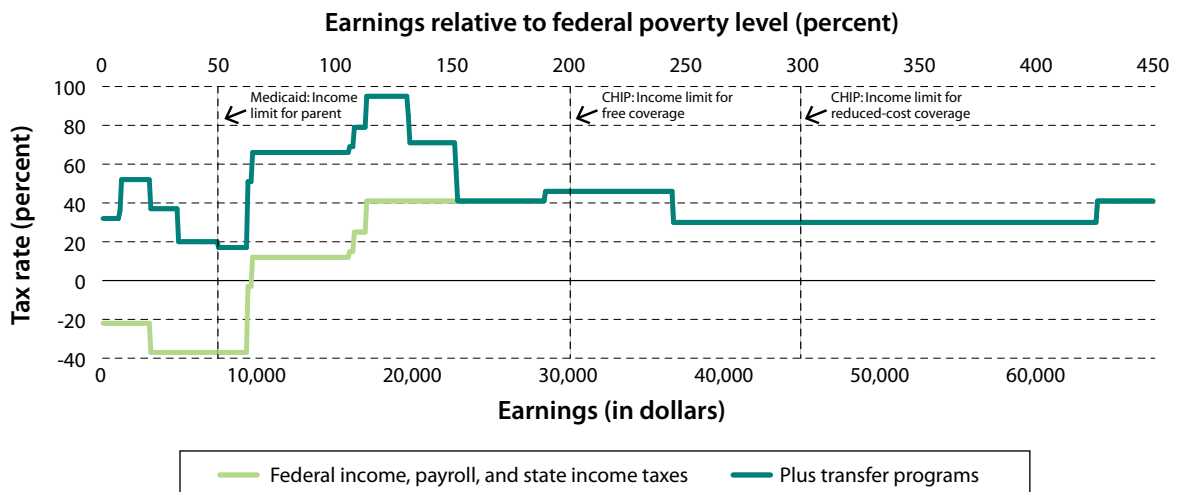 Earnings relative to federal poverty level (percent)
0 50 100 150 200 250 300 350 400 450
Tax rate (percent)
100
80
60
40
20
0
-20
-40
Medicaid: Income
limit for parent
CHIP: Income limit for
free coverage
CHIP: Income limit for
reduced-cost coverage
0 10,000 20,000 30,000 40,000 50,000 60,000
Earnings (in dollars)
Federal income, payroll, and state income taxes
Plus transfer programs